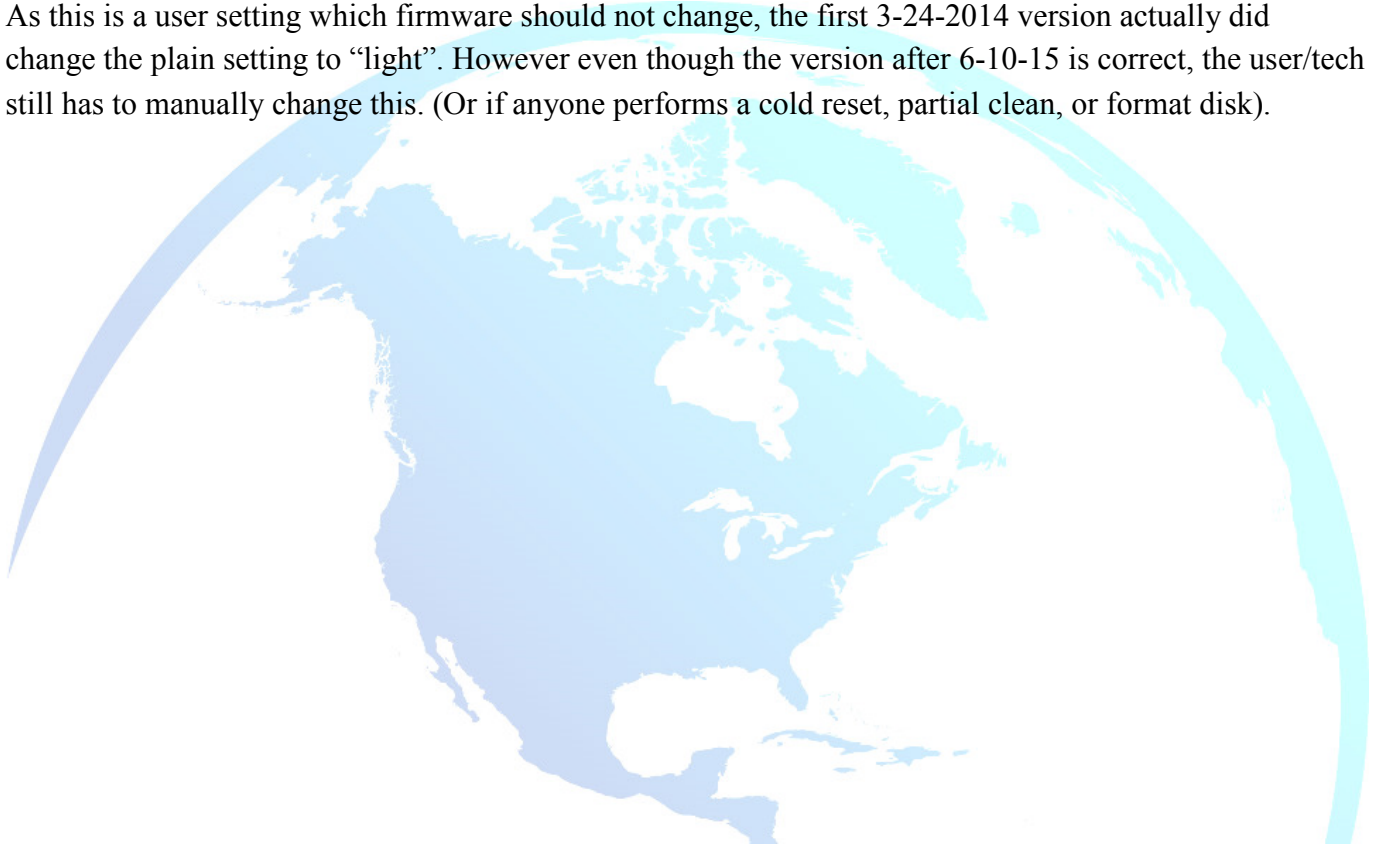 As this is a user setting which firmware should not change, the first 3-24-2014 version actually did
change the plain setting to “light”. However even though the version after 6-10-15 is correct, the user/tech
still has to manually change this. (Or if anyone performs a cold reset, partial clean, or format disk).